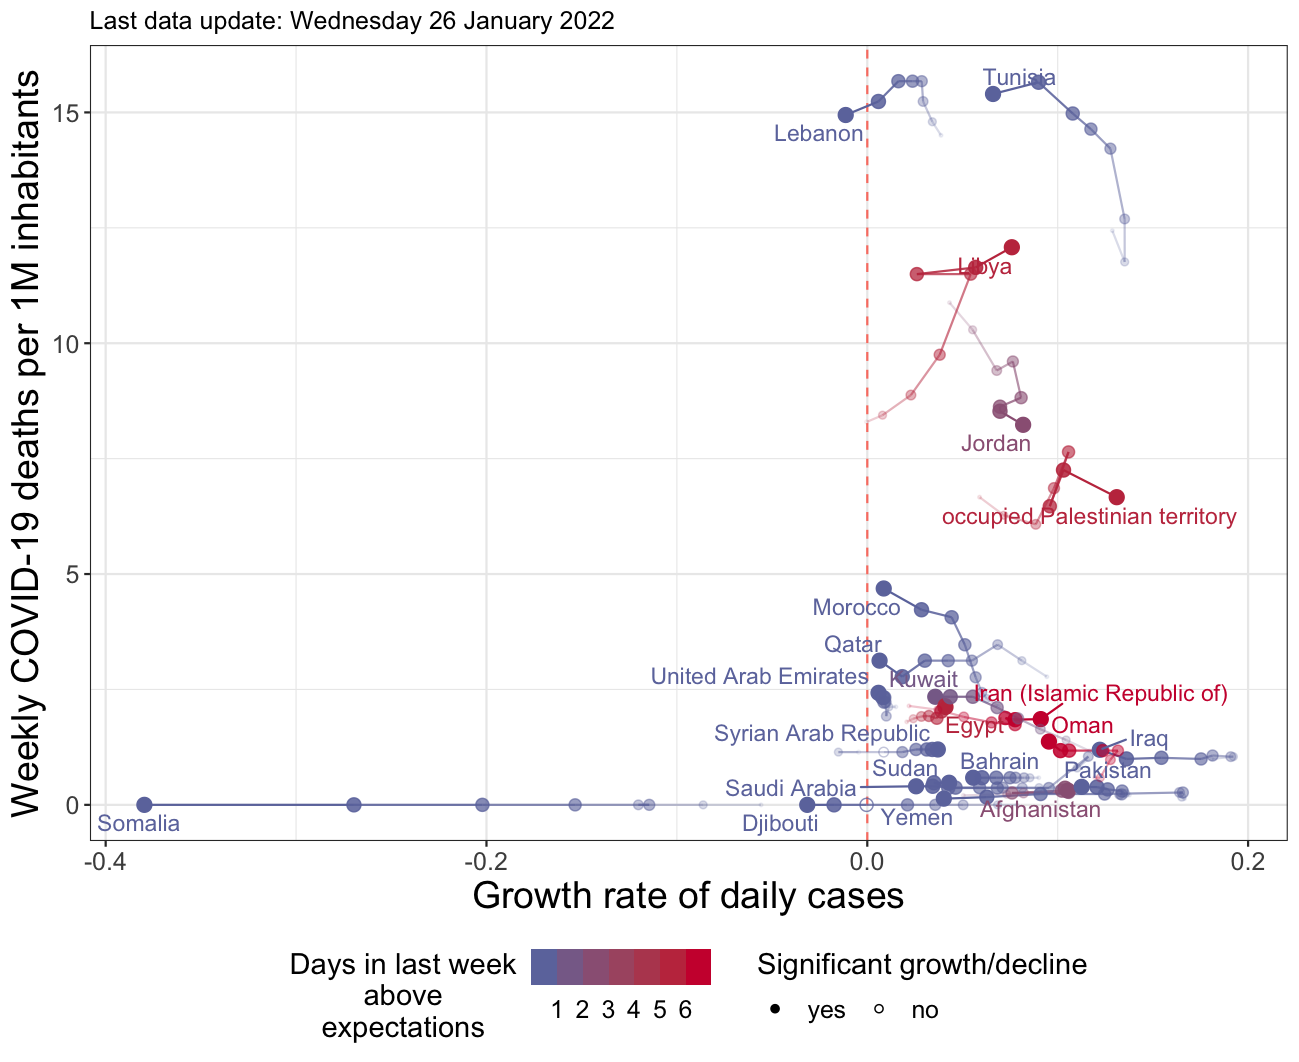 Last data update: Wednesday 26 January 2022
Weekly COVID-19 deaths per 1M inhabitants
15
10
5
0
Tunisia
Lebanon
Libya
Jordan
occupied Palestinian territory
Morocco
Qatar
United Arab Emirates
Kuwait
Iran (Islamic Republic of)
Egypt
Oman
Syrian Arab Republic
Iraq
Sudan
Bahrain
Pakistan
Saudi Arabia
Afghanistan
Somalia
Djibouti
Yemen
-0.4
-0.2
0.0
0.2
Growth rate of daily cases
Days in last week
above
expectations
1 2 3 4 5 6
Significant growth/decline
yes
no